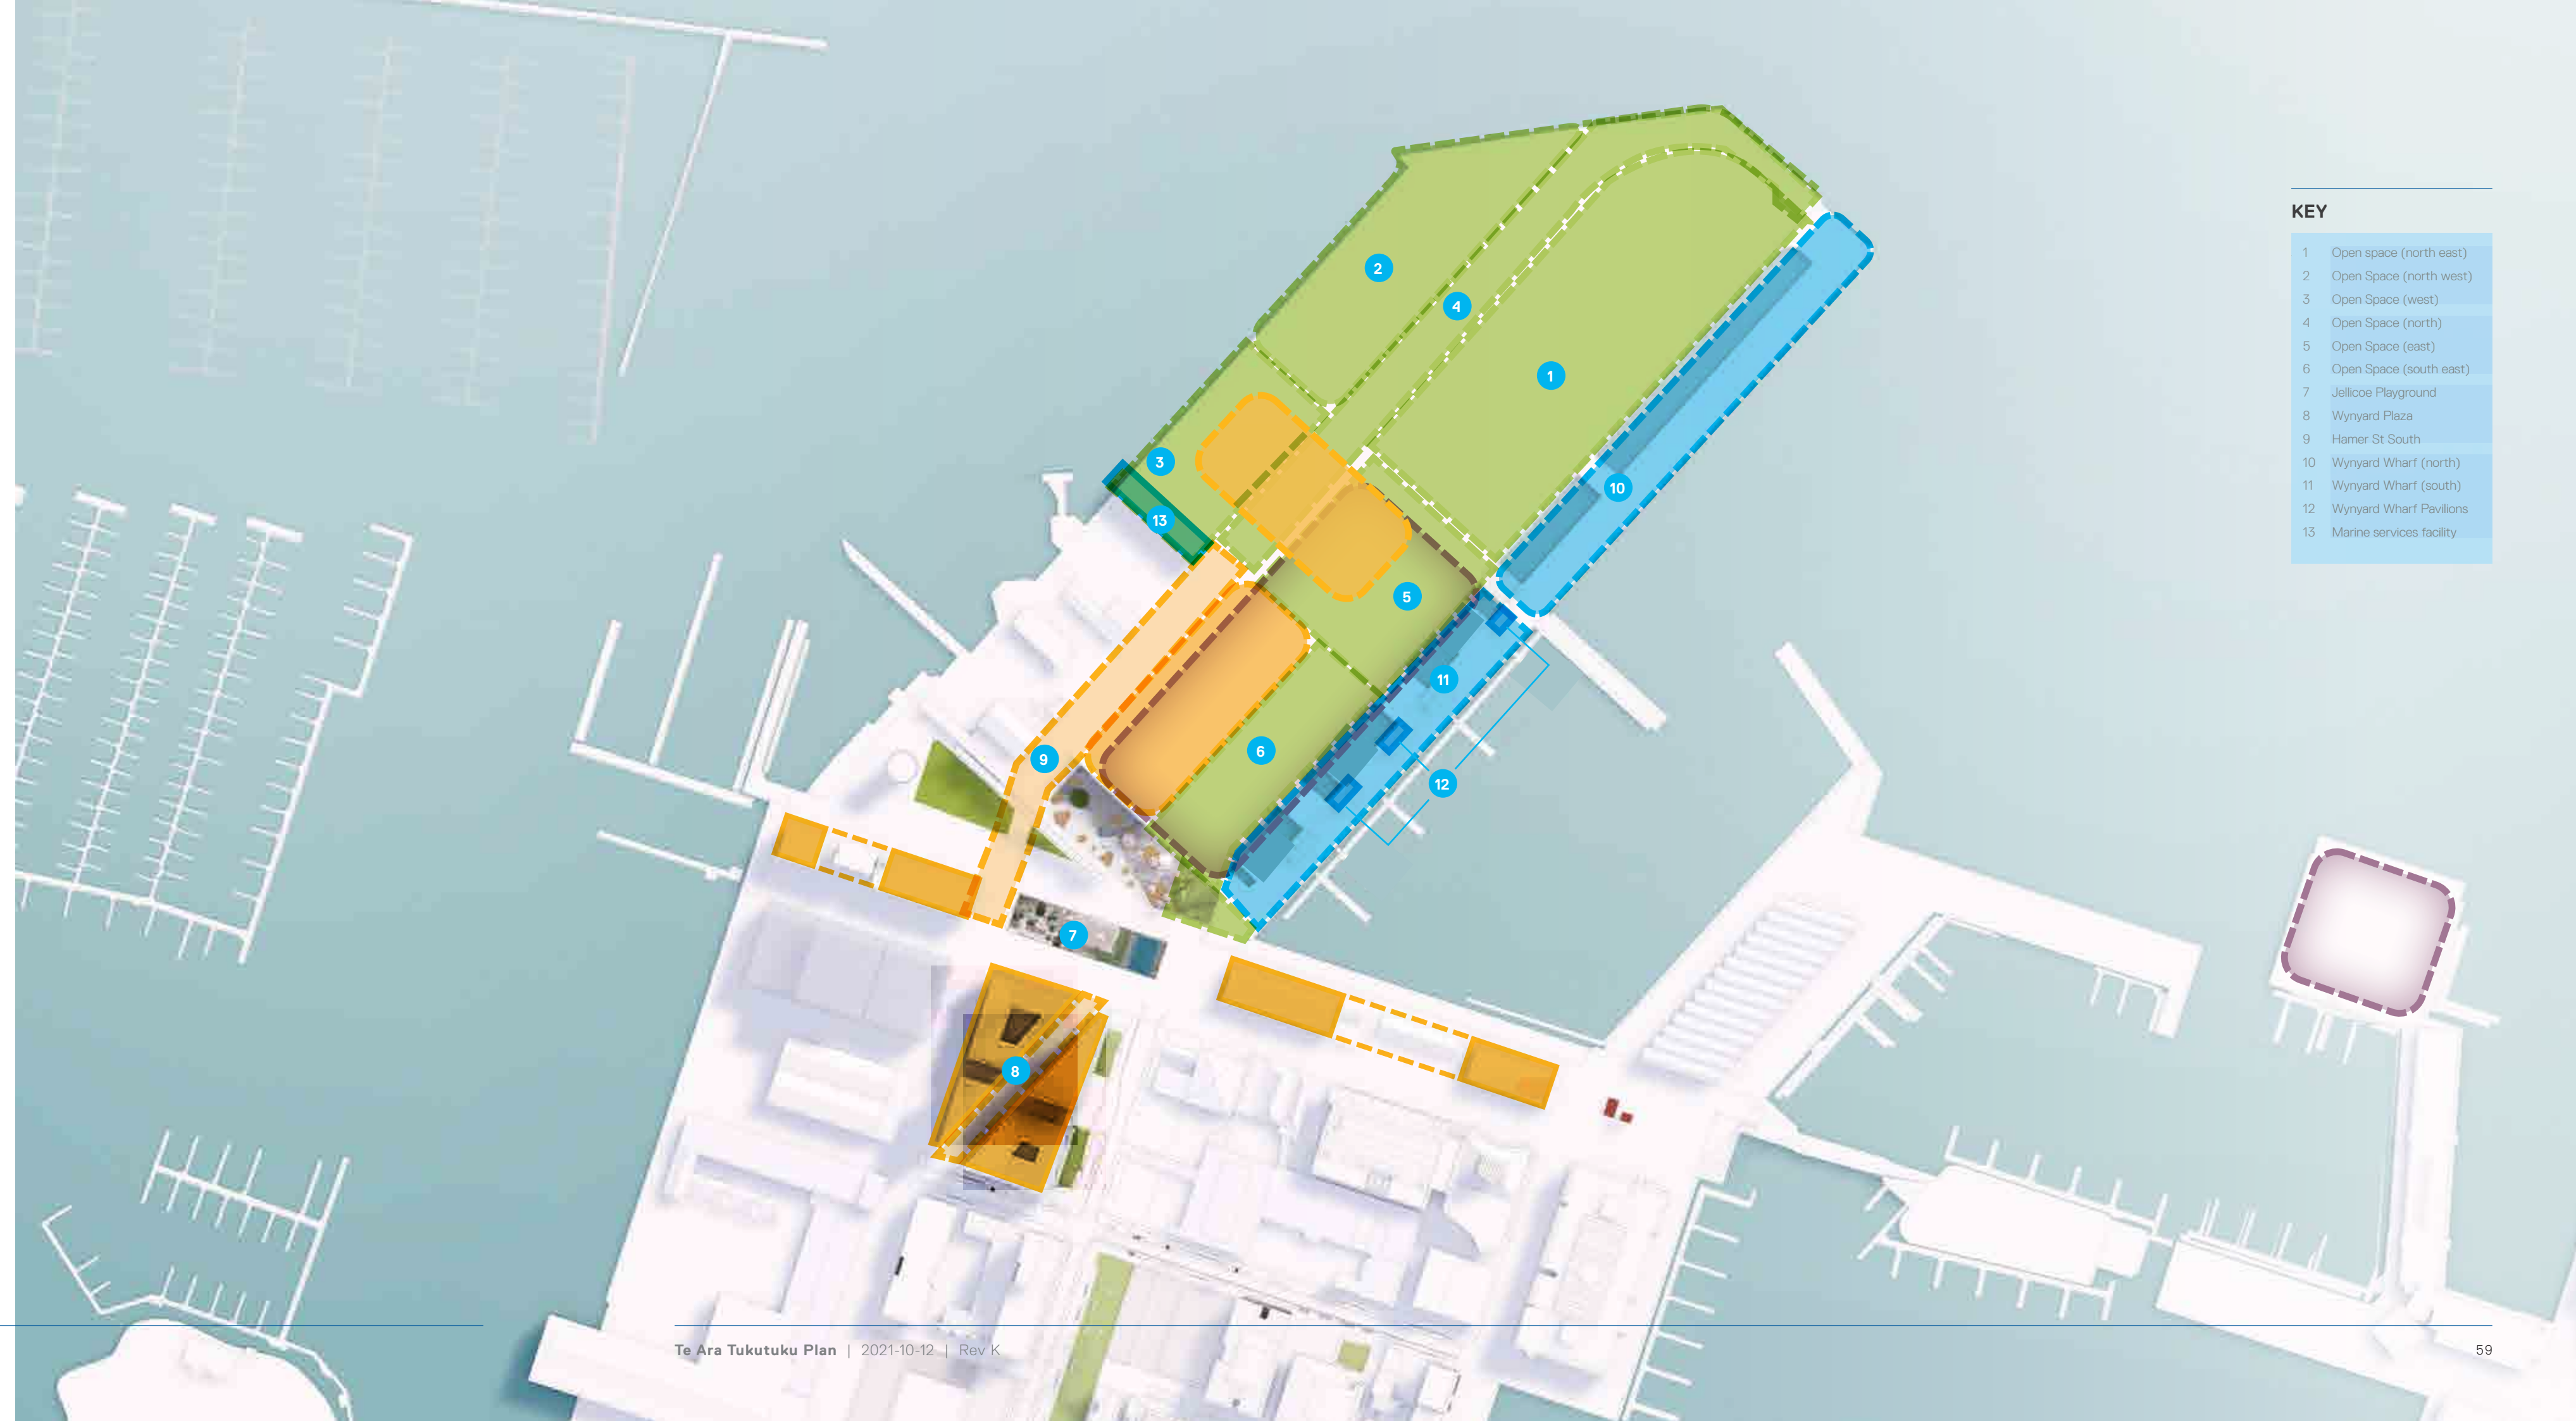 2
4
1
3
10
13
5
11
6
9
12
7
8
KEY
1 Open space (north east)
2 Open Space (north west)
3 Open Space (west)
4 Open Space (north)
5 Open Space (east)
6 Open Space (south east)
7 Jellicoe Playground
8 Wynyard Plaza
9 Hamer St South
10 Wynyard Wharf (north)
11 Wynyard Wharf (south)
12 Wynyard Wharf Pavilions
13 Marine services facility
Te Ara Tukutuku Plan | 2021-10-12 | Rev K
59